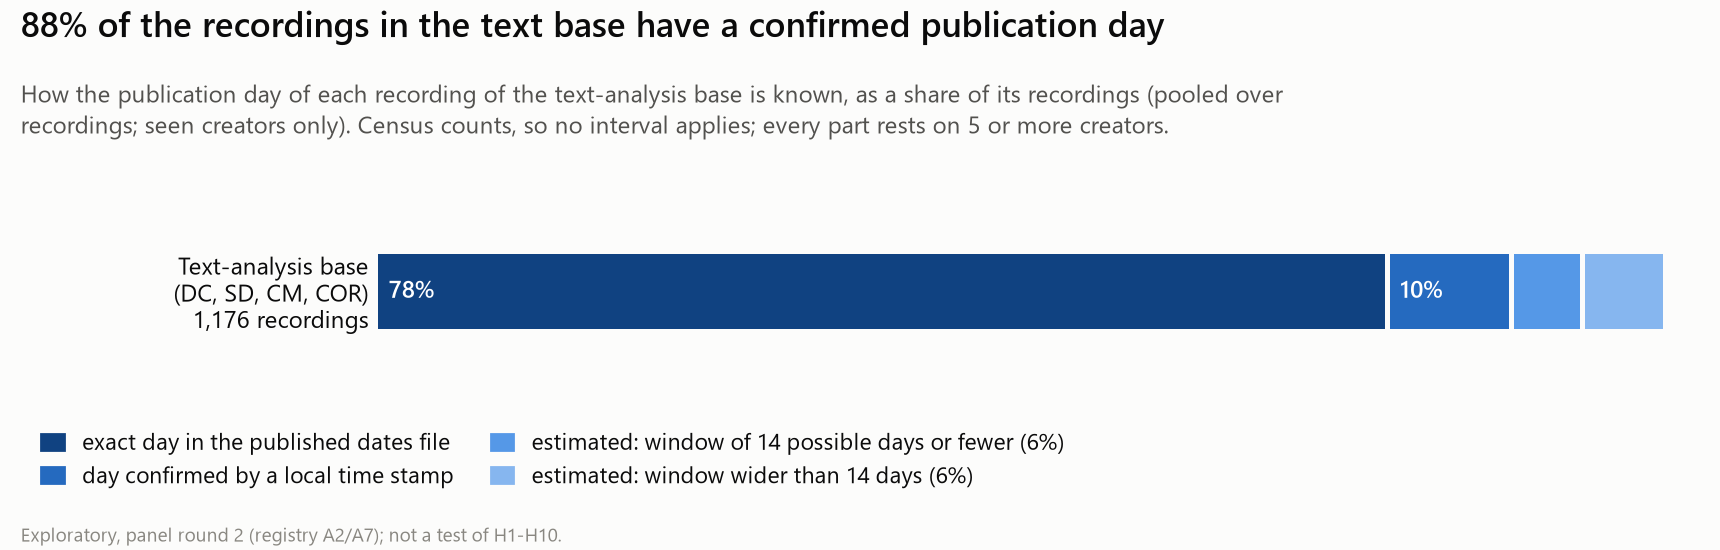 88% of the recordings in the text base have a confirmed publication day
How the publication day of each recording of the text-analysis base is known, as a share of its recordings (pooled over
recordings; seen creators only). Census counts, so no interval applies; every part rests on 5 or more creators.
Text-analysis base
(DC, SD, CM, COR)
1,176 recordings
78%
10%
exact day in the published dates file
day confirmed by a local time stamp
estimated: window of 14 possible days or fewer (6%)
estimated: window wider than 14 days (6%)
Exploratory, panel round 2 (registry A2/A7); not a test of H1-H10.